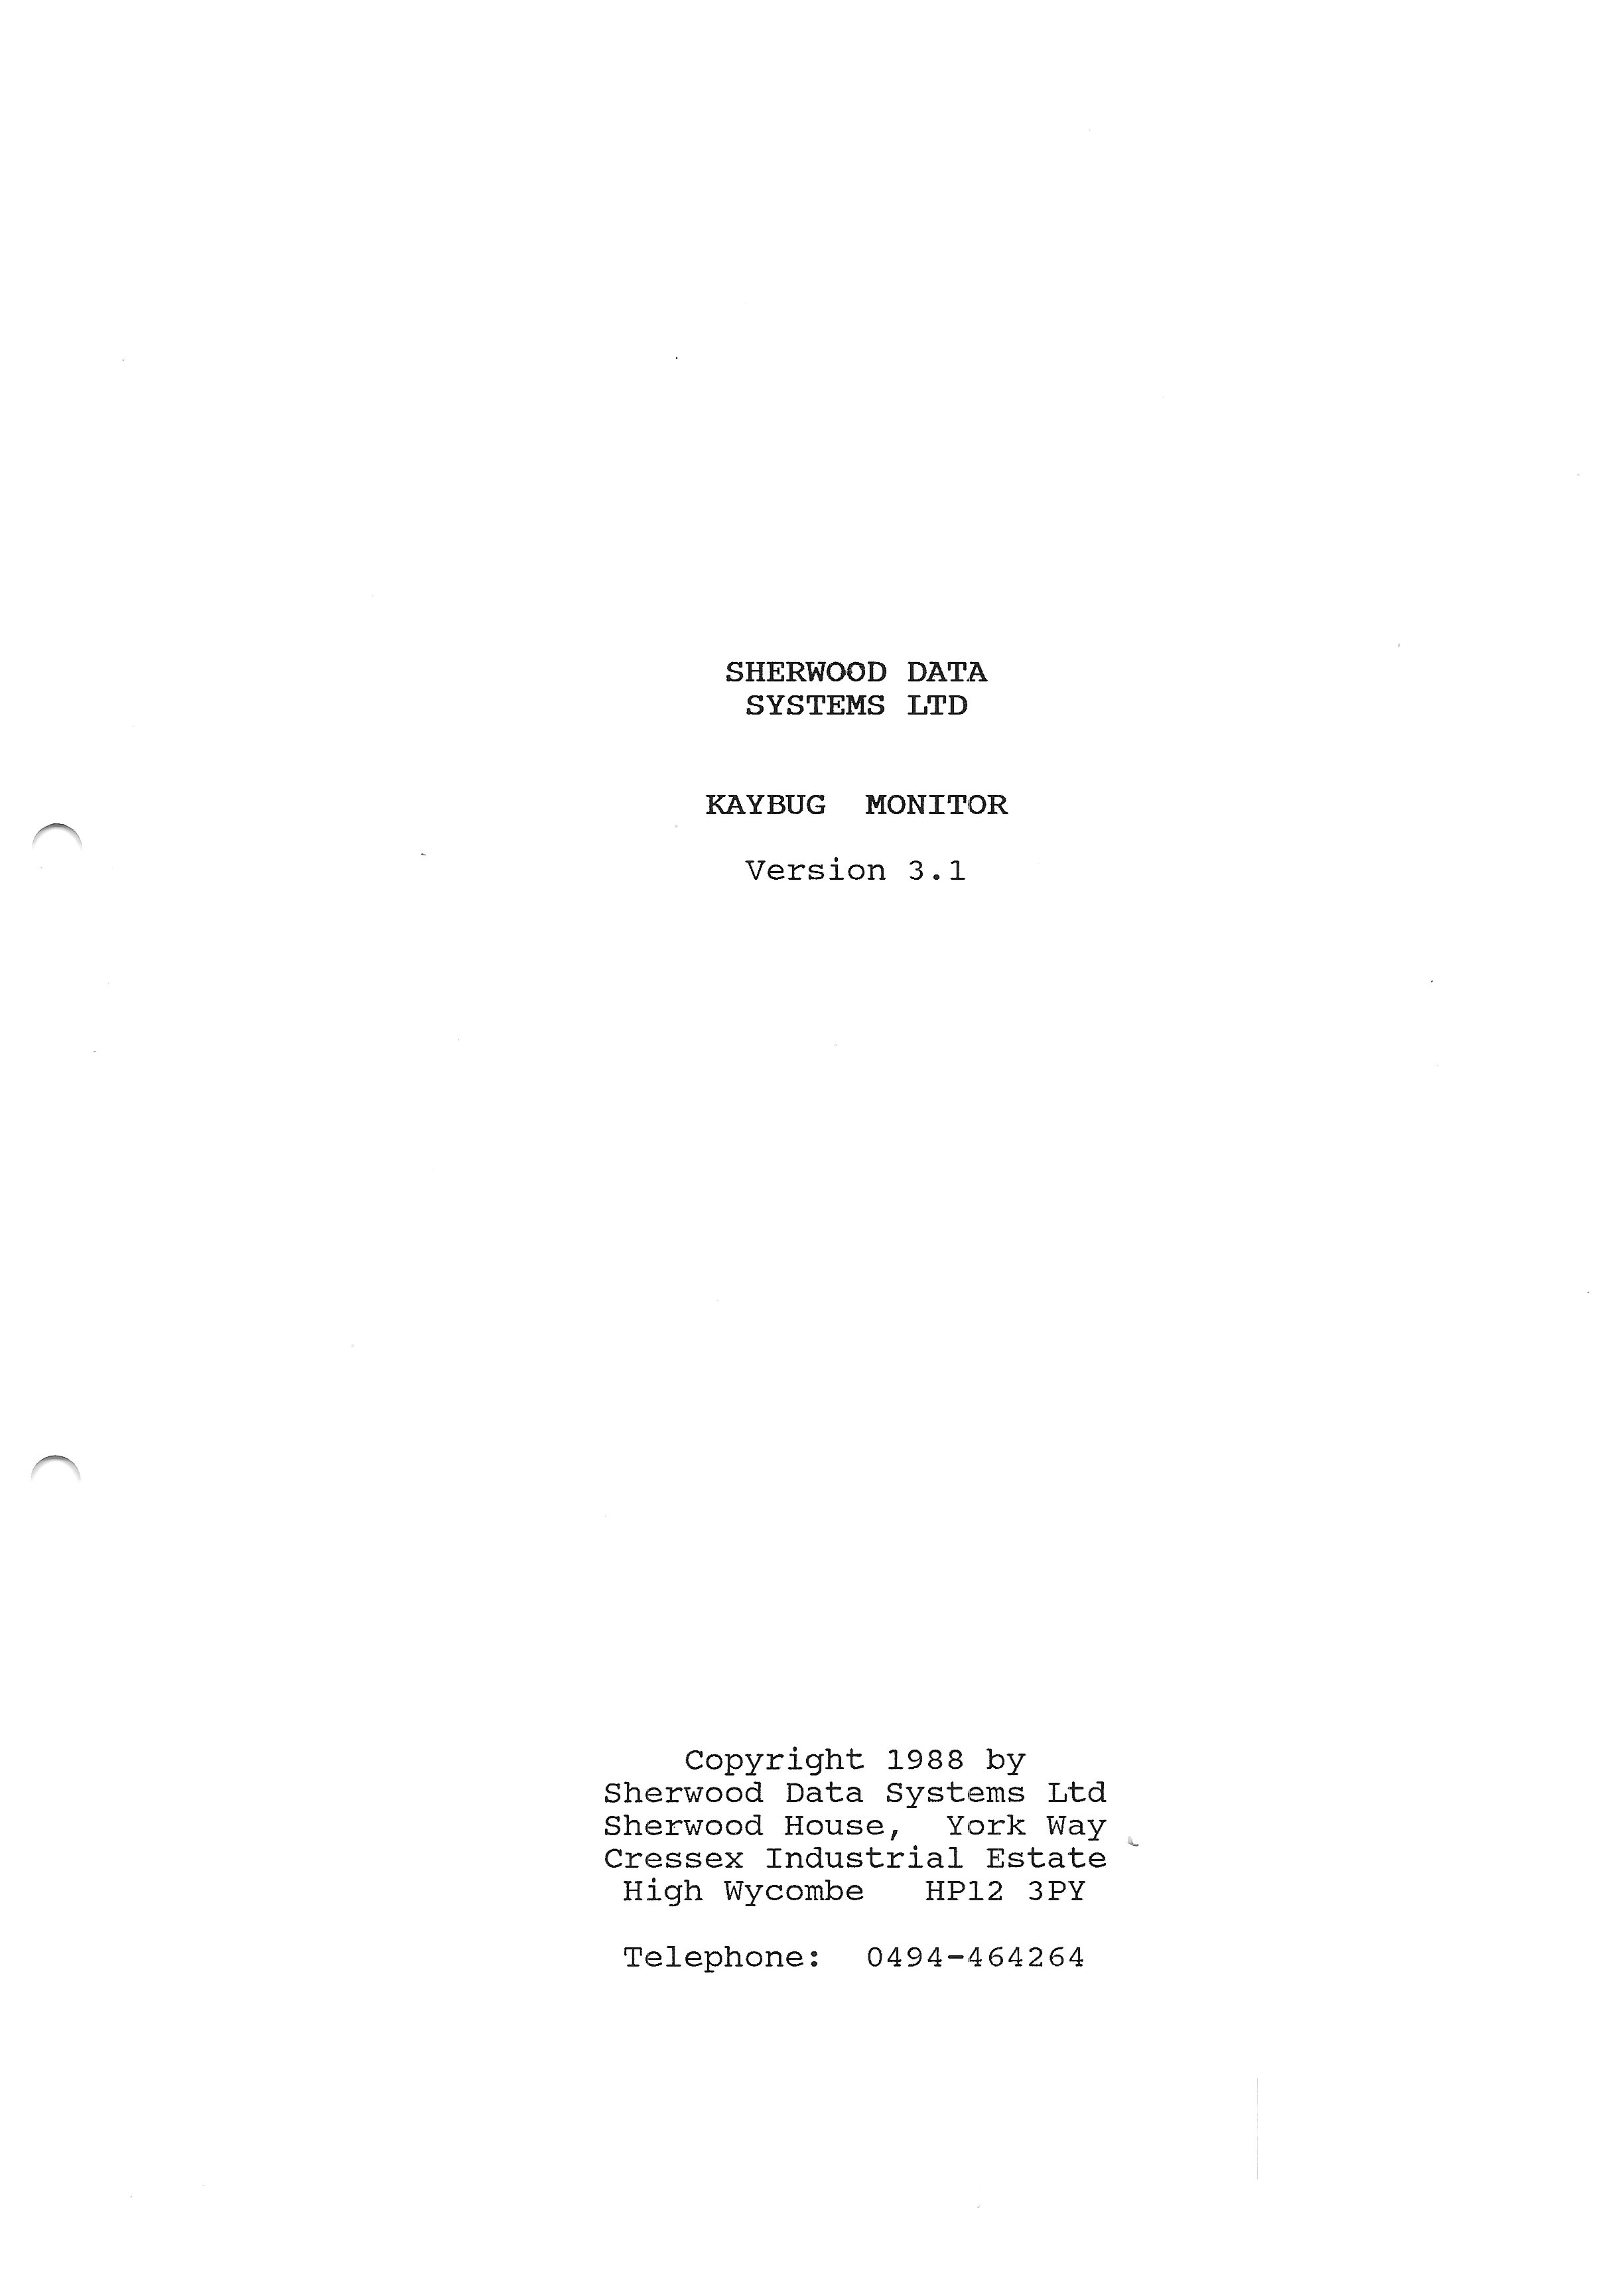 SHERWOOD DATA
SYSTEMS LTD
KAYBUG MONITOR
Version 3.1
Copyright 1988 by
Sherwood Data Systems Ltd
Sherwood House, York Way
Cressex Industrial Estate
High Wycombe HP12 3PY
Telephone: 0494-464264